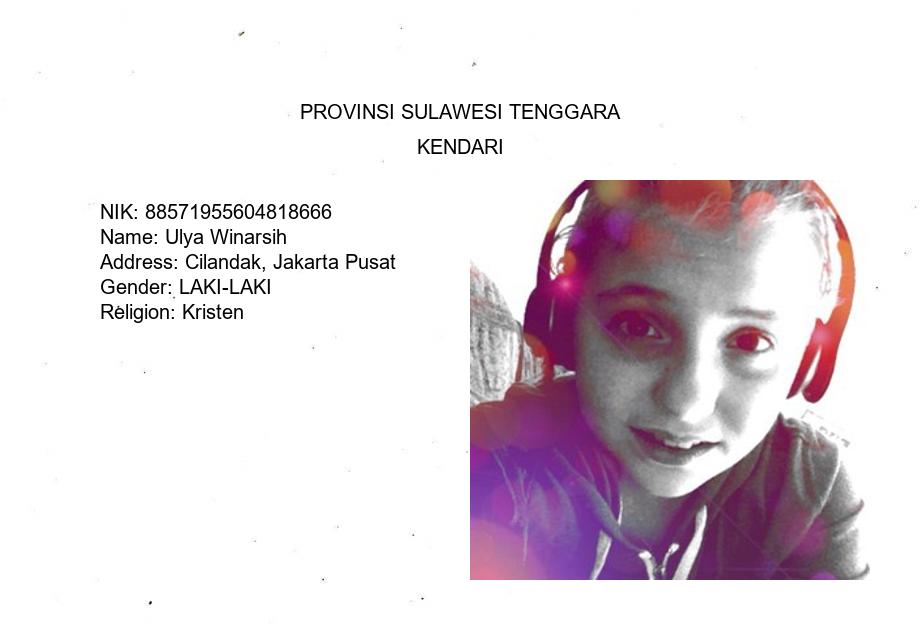 PROVINSI SULAWESI TENGGARA
KENDARI
NIK: 88571955604818666
Name: Ulya Winarsih
Address: Cilandak, Jakarta Pusat
Gender: LAKI-LAKI
Religion: Kristen